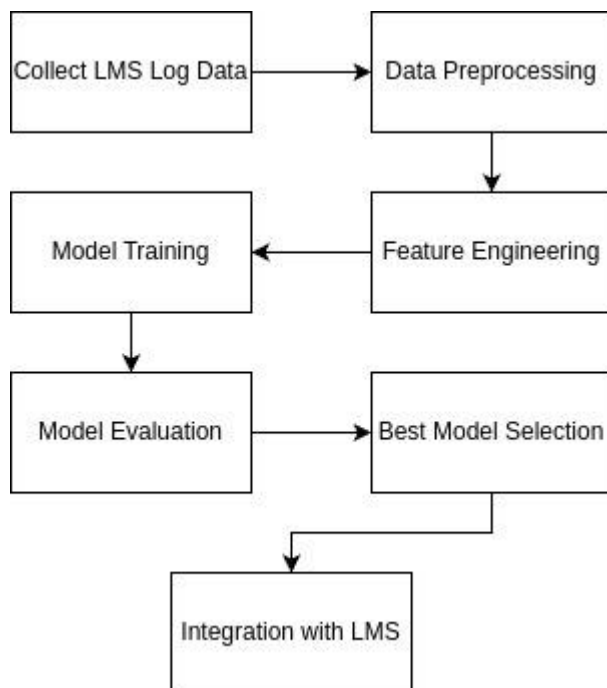 Collect LMS Log Data
Data Preprocessing
Feature Engineering
Model Training
Model Evaluation
Best Model Selection
Integration with LMS